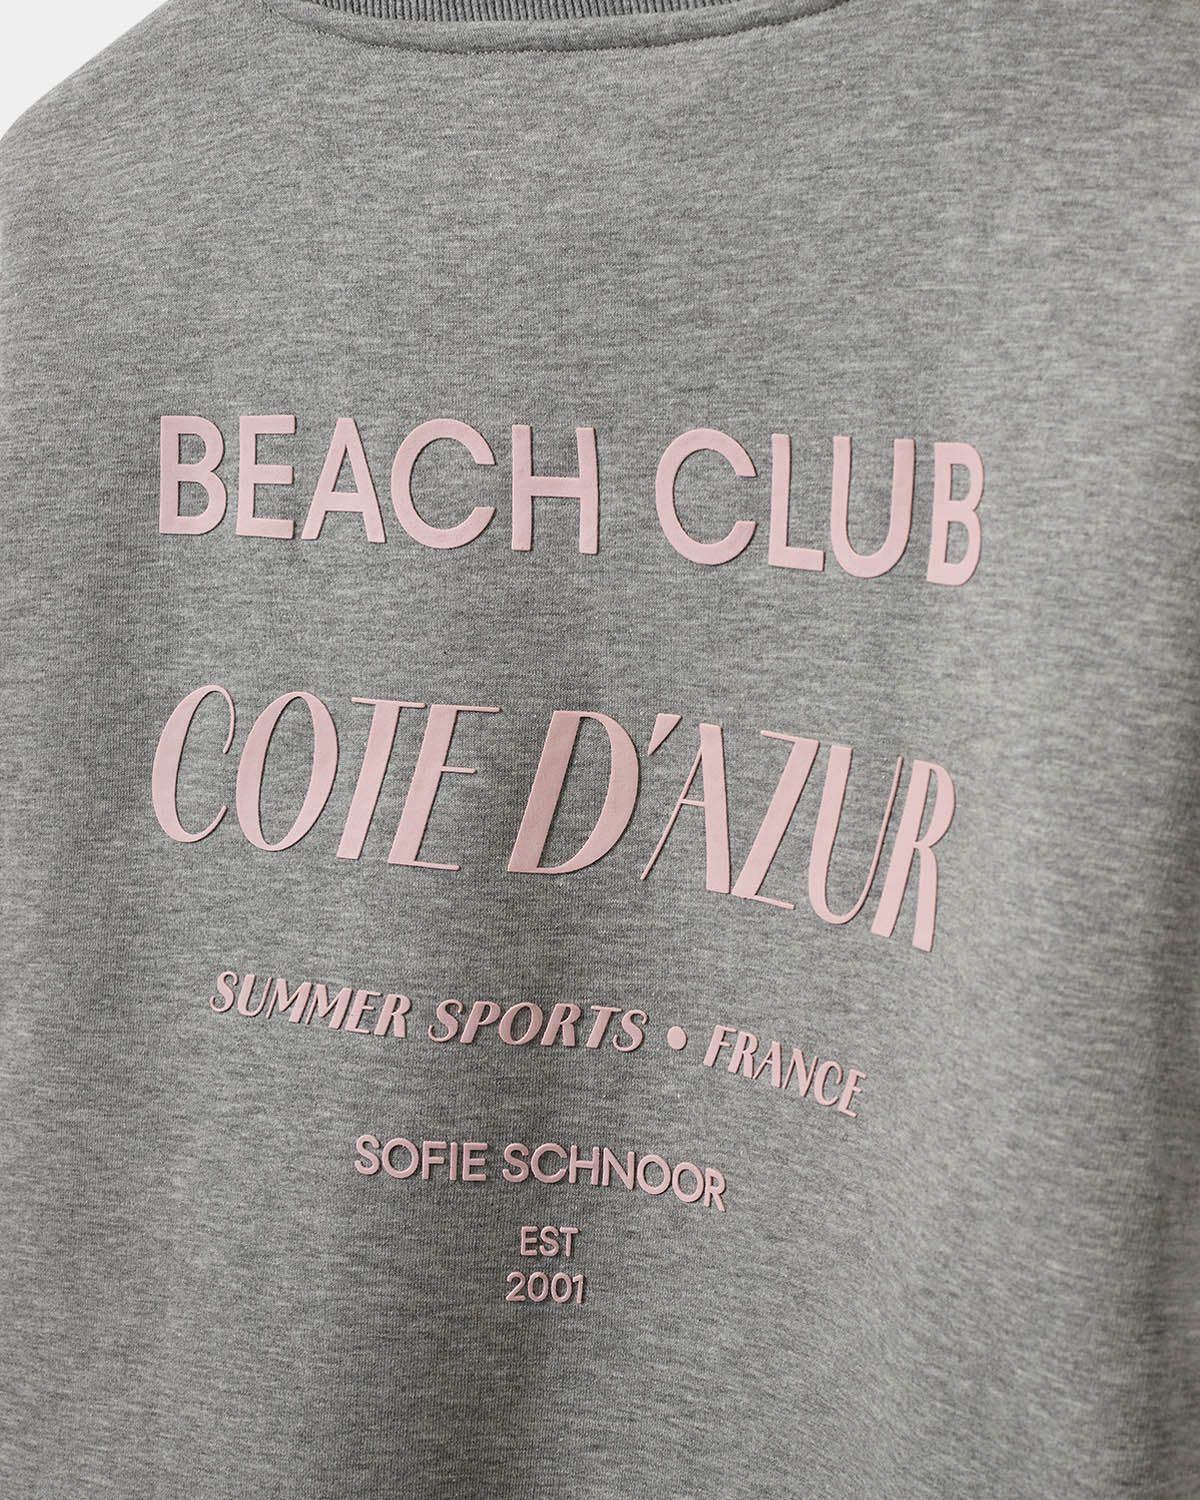 BEACH CLUB
COTE D'AZUR
SUMMER SPORTS • FRANCE
SOFIE SCHNOOR
EST
2001